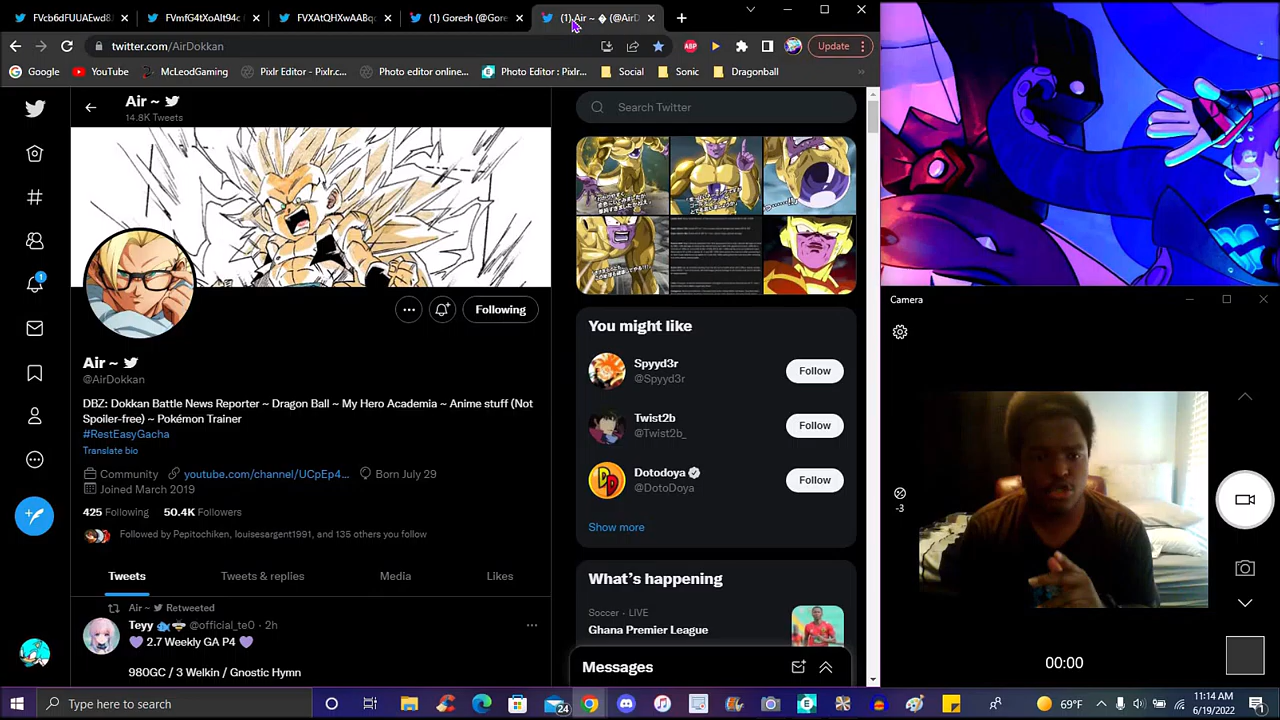 FVcb6dFUUAEwd8
FVmfG4tXoAlt94c
FVXAtQHXwAABqc
(1) Goresh (@Gore
(1) Air ~ � (@AirD
twitter.com/AirDokkan
ABP
Update
Google
YouTube
McLeodGaming
Pixlr Editor - Pixlr.c...
Photo editor online...
Photo Editor : Pixlr...
Social
Sonic
Dragonball
»
Air ~
14.8K Tweets
Search Twitter
Following
Air ~
@AirDokkan
DBZ: Dokkan Battle News Reporter ~ Dragon Ball ~ My Hero Academia ~ Anime stuff (Not
Spoiler-free) ~ Pokémon Trainer
#RestEasyGacha
Translate bio
Community
youtube.com/channel/UCpEp4...
Born July 29
Joined March 2019
425 Following
50.4K Followers
Followed by Pepitochiken, louisesargent1991, and 135 others you follow
Tweets
Tweets & replies
Media
Likes
Air ~ Retweeted
Teyy @official_te0 · 2h
2.7 Weekly GA P4
980GC / 3 Welkin / Gnostic Hymn
You might like
Spyyd3r
@Spyyd3r
Follow
Twist2b
@Twist2b_
Follow
Dotodoya
@DotoDoya
Follow
Show more
What's happening
Soccer · LIVE
Ghana Premier League
Messages
Camera
-3
00:00
Type here to search
24
69°F
11:14 AM
6/19/2022